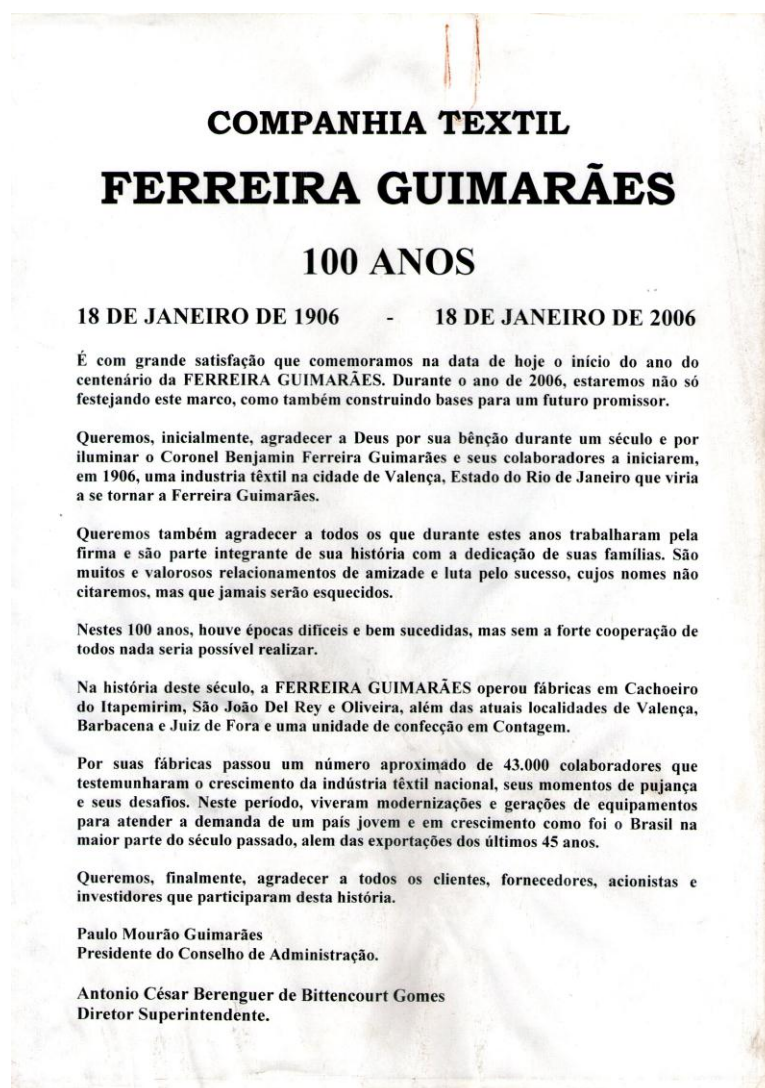 COMPANHIA TEXTIL
FERREIRA GUIMARÃES
100 ANOS
18 DE JANEIRO DE 1906 - 18 DE JANEIRO DE 2006
É com grande satisfação que comemoramos na data de hoje o início do ano do
centenário da FERREIRA GUIMARÃES. Durante o ano de 2006, estaremos não só
festejando este marco, como também construindo bases para um futuro promissor.
Queremos, inicialmente, agradecer a Deus por sua bênção durante um século e por
iluminar o Coronel Benjamin Ferreira Guimarães e seus colaboradores a iniciarem,
em 1906, uma industria têxtil na cidade de Valença, Estado do Rio de Janeiro que viria
a se tornar a Ferreira Guimarães.
Queremos também agradecer a todos os que durante estes anos trabalharam pela
firma e são parte integrante de sua história com a dedicação de suas famílias. São
muitos e valorosos relacionamentos de amizade e luta pelo sucesso, cujos nomes não
citaremos, mas que jamais serão esquecidos.
Nestes 100 anos, houve épocas difíceis e bem sucedidas, mas sem a forte cooperação de
todos nada seria possível realizar.
Na história deste século, a FERREIRA GUIMARÃES operou fábricas em Cachoeiro
do Itapemirim, São João Del Rey e Oliveira, além das atuais localidades de Valença,
Barbacena e Juiz de Fora e uma unidade de confecção em Contagem.
Por suas fábricas passou um número aproximado de 43.000 colaboradores que
testemunharam o crescimento da indústria têxtil nacional, seus momentos de pujança
e seus desafios. Neste período, viveram modernizações e gerações de equipamentos
para atender a demanda de um país jovem e em crescimento como foi o Brasil na
maior parte do século passado, alem das exportações dos últimos 45 anos.
Queremos, finalmente, agradecer a todos os clientes, fornecedores, acionistas e
investidores que participaram desta história.
Paulo Mourão Guimarães
Presidente do Conselho de Administração.
Antonio César Berenguer de Bittencourt Gomes
Diretor Superintendente.